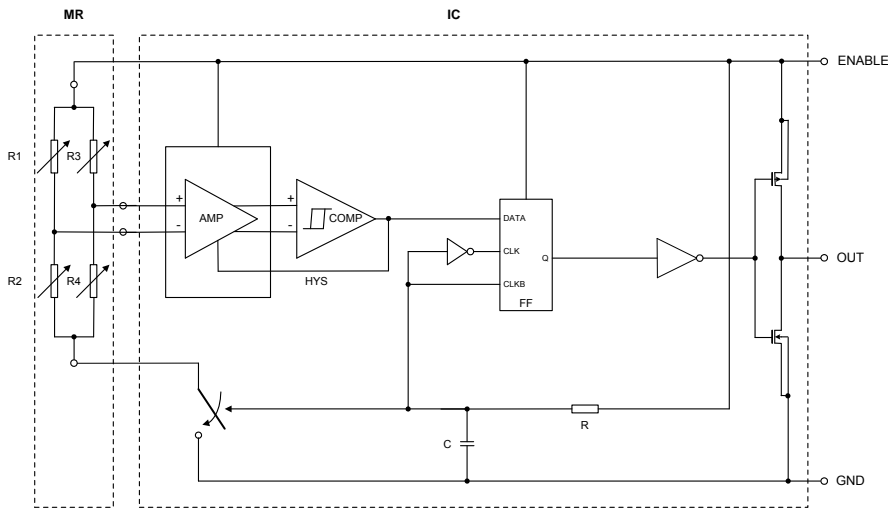 MR
IC
ENABLE
R1
R3
+
+
AMP
COMP
-
-
DATA
CLK
Q
OUT
R2
R4
HYS
CLKB
FF
R
C
GND